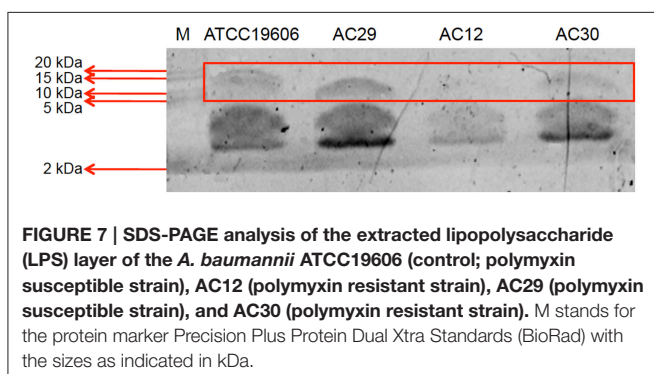 M ATCC19606 AC29 AC12 AC30
20 kDa
15 kDa
10 kDa
5 kDa
2 kDa
FIGURE 7 | SDS-PAGE analysis of the extracted lipopolysaccharide
(LPS) layer of the A. baumannii ATCC19606 (control; polymyxin
susceptible strain), AC12 (polymyxin resistant strain), AC29 (polymyxin
susceptible strain), and AC30 (polymyxin resistant strain). M stands for
the protein marker Precision Plus Protein Dual Xtra Standards (BioRad) with
the sizes as indicated in kDa.